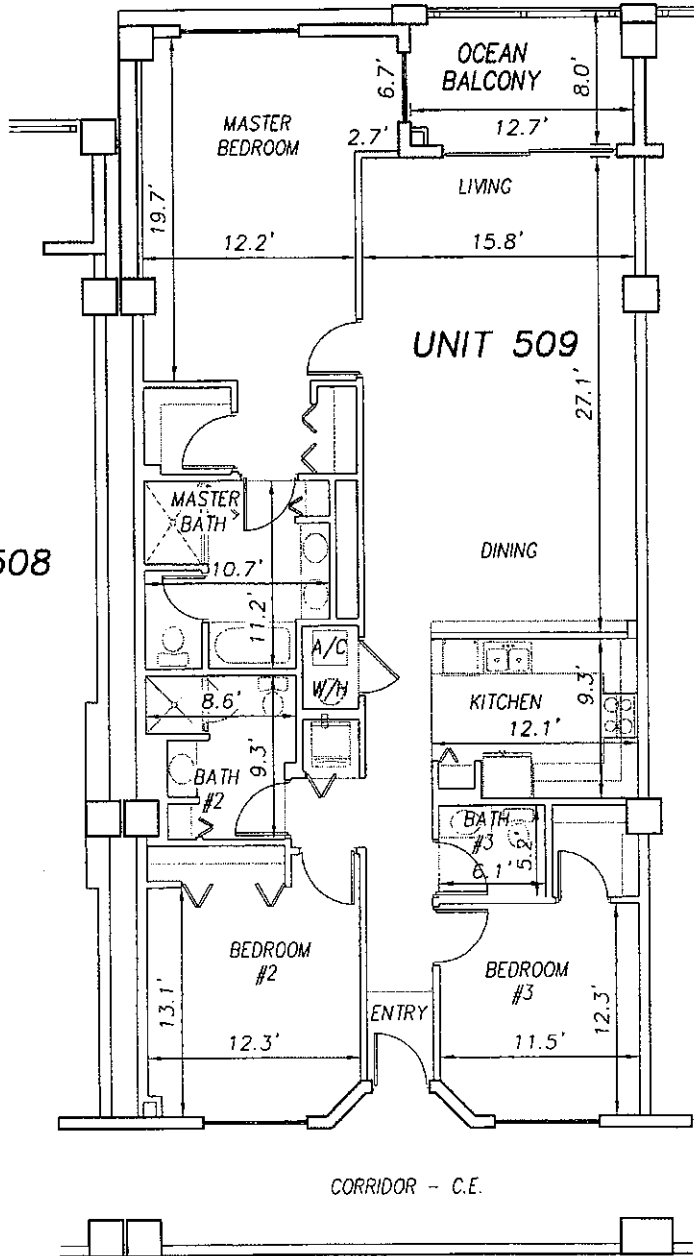 OCEAN
BALCONY
8.0'
6.7'
12.7'
MASTER
BEDROOM
2.7'
LIVING
19.7'
12.2'
15.8'
UNIT 509
27.1'
MASTER
BATH
508
DINING
10.7'
11.2'
A/C
W/H
KITCHEN
9.3'
12.1'
8.6'
9.3'
BATH
#2
BATH
#3
5.2'
6.1'
BEDROOM
#2
BEDROOM
#3
13.1'
12.3'
ENTRY
12.3'
11.5'
CORRIDOR - C.E.